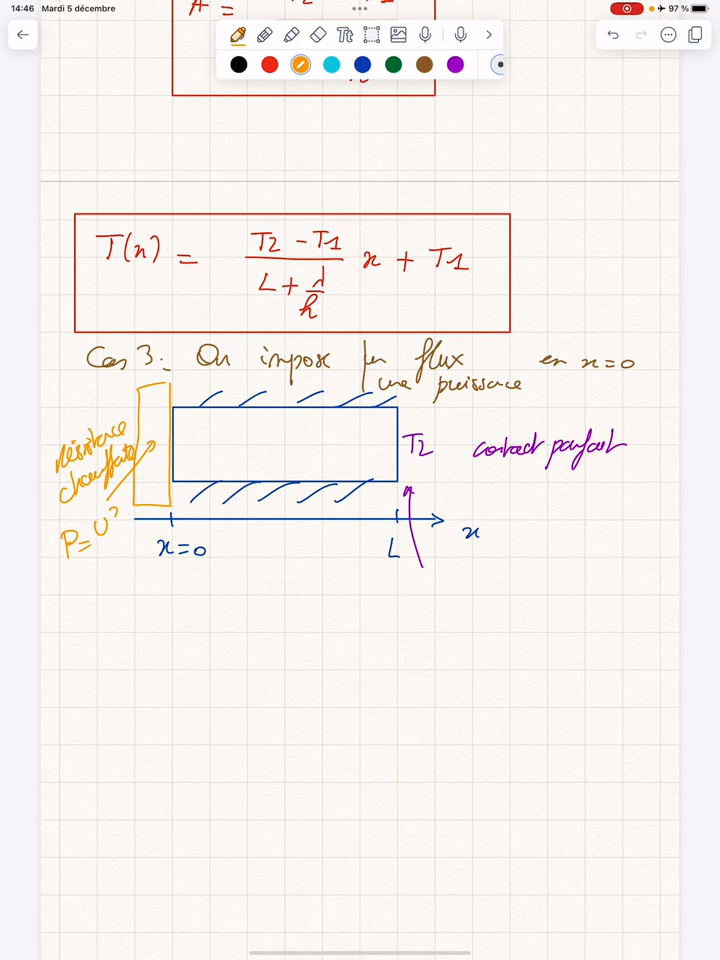 14:46 Mardi 5 décembre
97 %
T(x) = (T2 - T1)/(L + λ/h) x + T1
Cas 3 : On impose un flux en x=0
une puissance
résistance
chauffante
T2 contact parfait
P = U²
x = 0
L
x